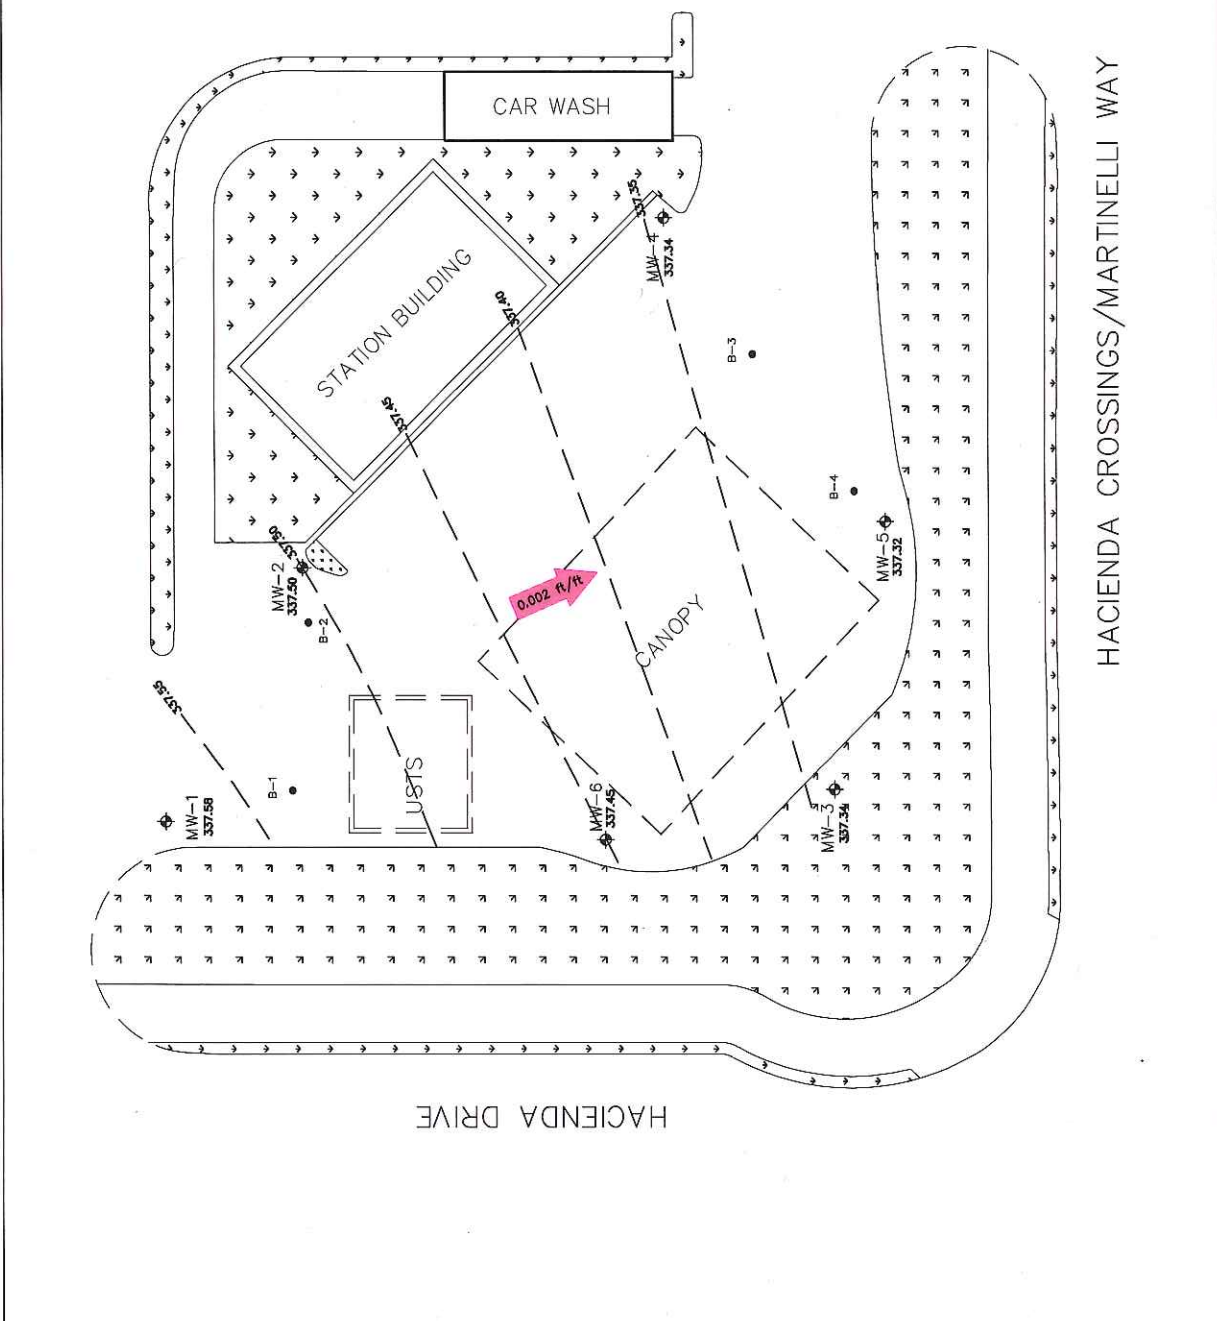 CAR WASH
HACIENDA CROSSINGS/MARTINELLI WAY
337.35
MW-4
337.34
STATION BUILDING
337.40
B-3
337.45
B-4
MW-5
337.32
337.50
MW-2
337.50
B-2
0.002 ft/ft
CANOPY
337.55
USTS
B-1
MW-1
337.58
MW-6
337.45
MW-3
337.34
HACIENDA DRIVE